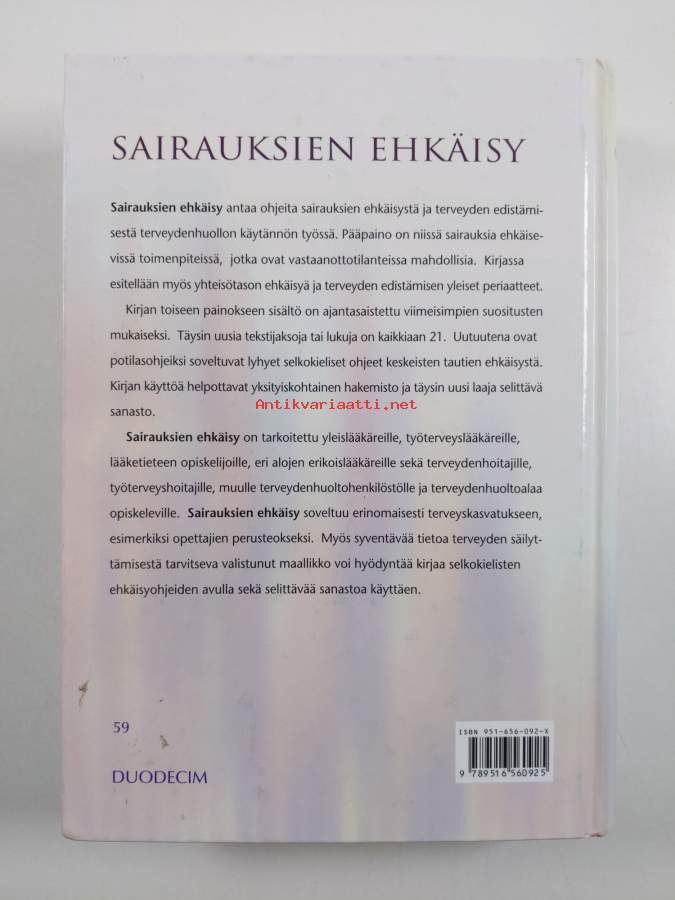 SAIRAUKSIEN EHKÄISY
Sairauksien ehkäisy antaa ohjeita sairauksien ehkäisystä ja terveyden edistämi-
sestä terveydenhuollon käytännön työssä. Pääpaino on niissä sairauksia ehkäise-
vissä toimenpiteissä, jotka ovat vastaanottotilanteissa mahdollisia. Kirjassa
esitellään myös yhteisötason ehkäisyä ja terveyden edistämisen yleiset periaatteet.
Kirjan toiseen painokseen sisältö on ajantasaistettu viimeisimpien suositusten
mukaiseksi. Täysin uusia tekstijaksoja tai lukuja on kaikkiaan 21. Uutuutena ovat
potilasohjeiksi soveltuvat lyhyet selkokieliset ohjeet keskeisten tautien ehkäisystä.
Kirjan käyttöä helpottavat yksityiskohtainen hakemisto ja täysin uusi laaja selittävä
sanasto.
Antikvariaatti.net
Sairauksien ehkäisy on tarkoitettu yleislääkäreille, työterveyslääkäreille,
lääketieteen opiskelijoille, eri alojen erikoislääkäreille sekä terveydenhoitajille,
työterveyshoitajille, muulle terveydenhuoltohenkilöstölle ja terveydenhuoltoalaa
opiskeleville. Sairauksien ehkäisy soveltuu erinomaisesti terveyskasvatukseen,
esimerkiksi opettajien perusteokseksi. Myös syventävää tietoa terveyden säilyt-
tämisestä tarvitseva valistunut maallikko voi hyödyntää kirjaa selkokielisten
ehkäisyohjeiden avulla sekä selittävää sanastoa käyttäen.
59
DUODECIM
ISBN 951-656-092-X
9 789516 560925